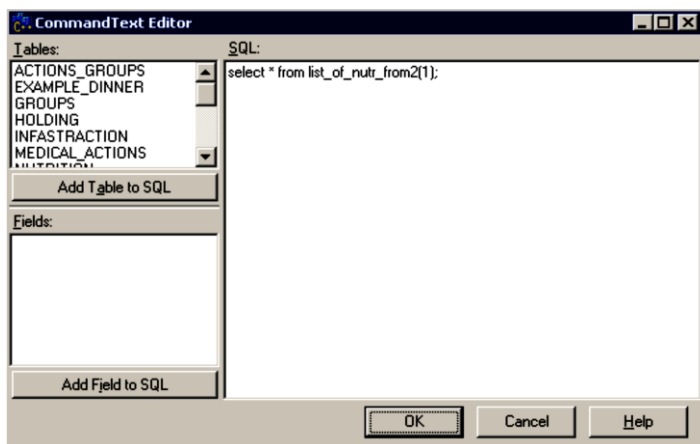 CommandText Editor
Tables:
ACTIONS_GROUPS
EXAMPLE_DINNER
GROUPS
HOLDING
INFASTRACTION
MEDICAL_ACTIONS
NUTRITION
Add Table to SQL
Fields:
Add Field to SQL
SQL:
select * from list_of_nutr_from2(1);
OK
Cancel
Help